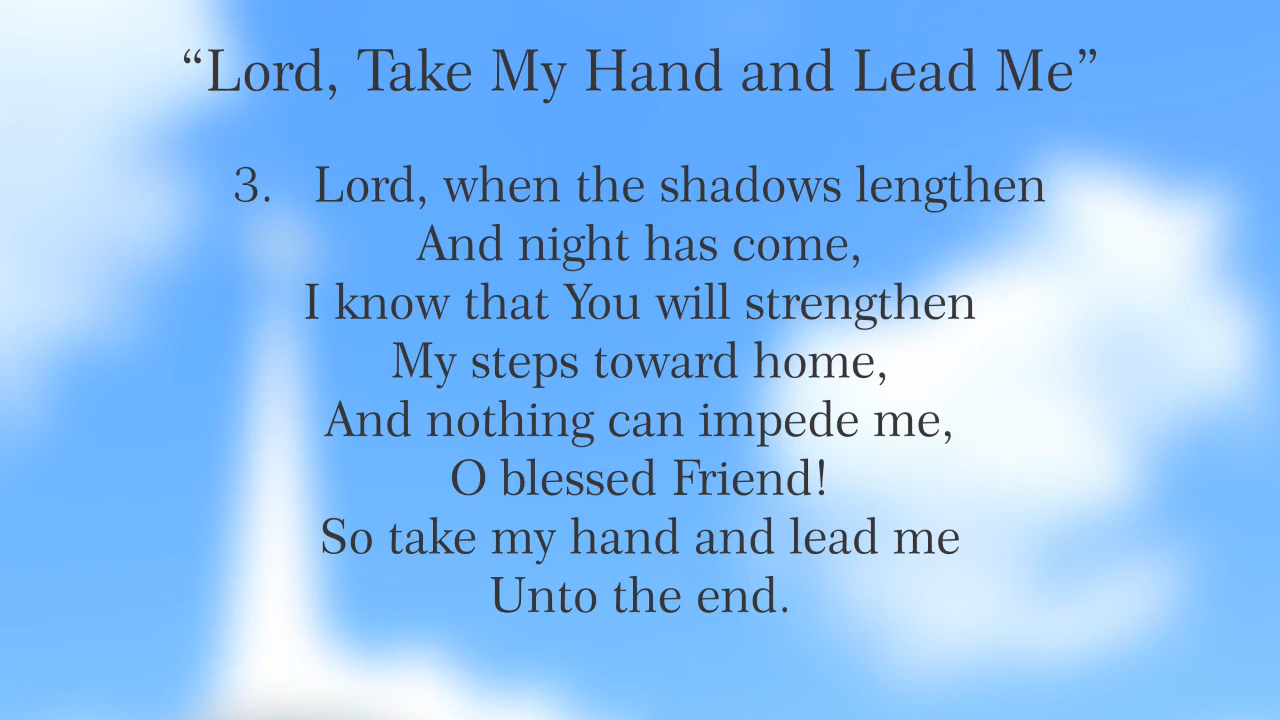 “Lord, Take My Hand and Lead Me”
3. Lord, when the shadows lengthen
And night has come,
I know that You will strengthen
My steps toward home,
And nothing can impede me,
O blessed Friend!
So take my hand and lead me
Unto the end.